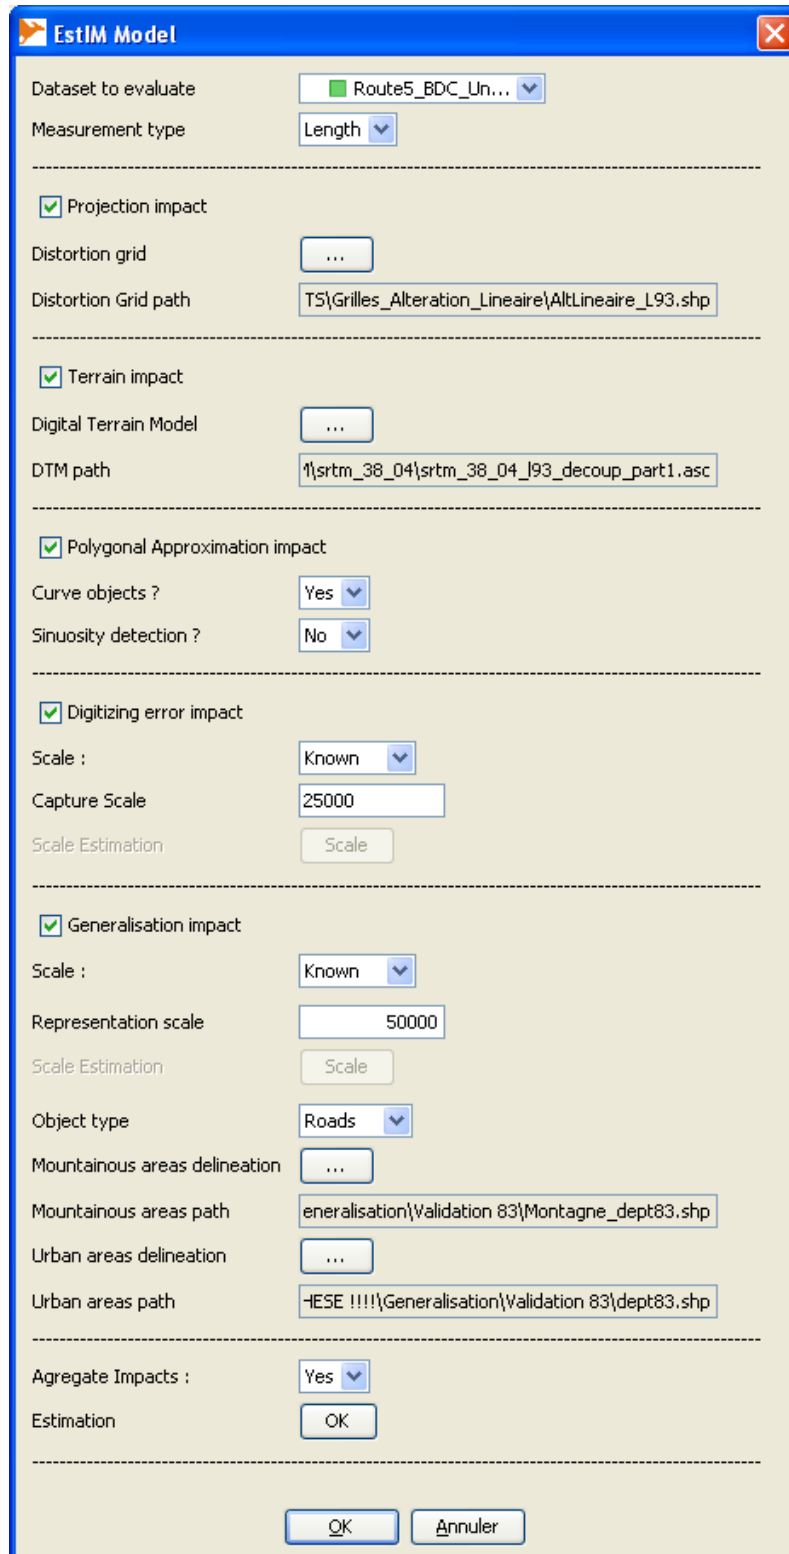 EstIM Model
Dataset to evaluate Route5_BDC_Un...
Measurement type Length
Projection impact
Distortion grid ...
Distortion Grid path TS\Grilles_Alteration_Lineaire\AltLineaire_L93.shp
Terrain impact
Digital Terrain Model ...
DTM path \srtm_38_04\srtm_38_04_l93_decoup_part1.asc
Polygonal Approximation impact
Curve objects ? Yes
Sinuosity detection ? No
Digitizing error impact
Scale : Known
Capture Scale 25000
Scale Estimation Scale
Generalisation impact
Scale : Known
Representation scale 50000
Scale Estimation Scale
Object type Roads
Mountainous areas delineation ...
Mountainous areas path eneralisation\Validation 83\Montagne_dept83.shp
Urban areas delineation ...
Urban areas path HESE !!!!\Generalisation\Validation 83\dept83.shp
Agregate Impacts : Yes
Estimation OK
OK Annuler